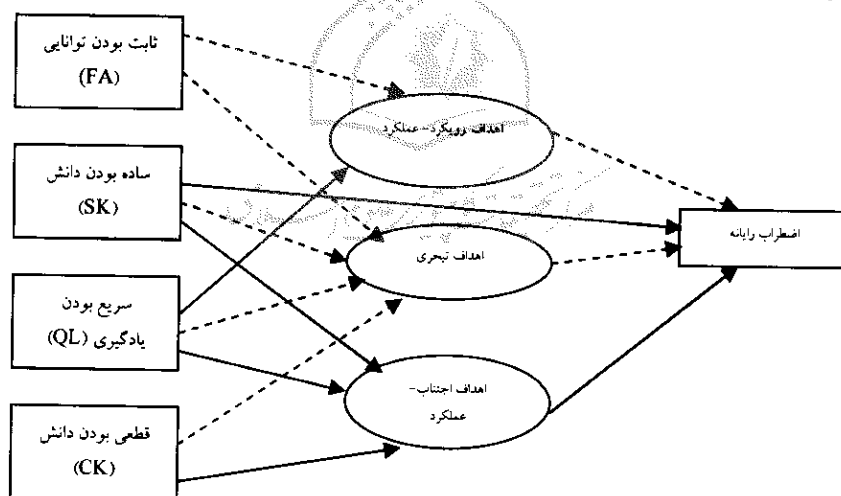 ثابت بودن توانایی
(FA)
اهداف رویکرد-عملکرد
ساده بودن دانش
(SK)
اضطراب رایانه
اهداف تبحری
سریع بودن
یادگیری (QL)
اهداف اجتناب-
عملکرد
قطعی بودن دانش
(CK)